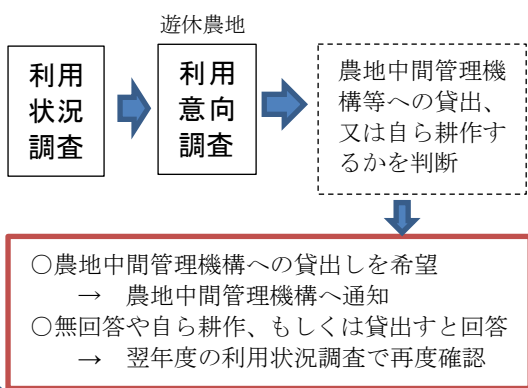 遊休農地
利用
状況
調査
利用
意向
調査
農地中間管理機
構等への貸出、
又は自ら耕作す
るかを判断
○農地中間管理機構への貸出しを希望
→ 農地中間管理機構へ通知
○無回答や自ら耕作、もしくは貸出すと回答
→ 翌年度の利用状況調査で再度確認